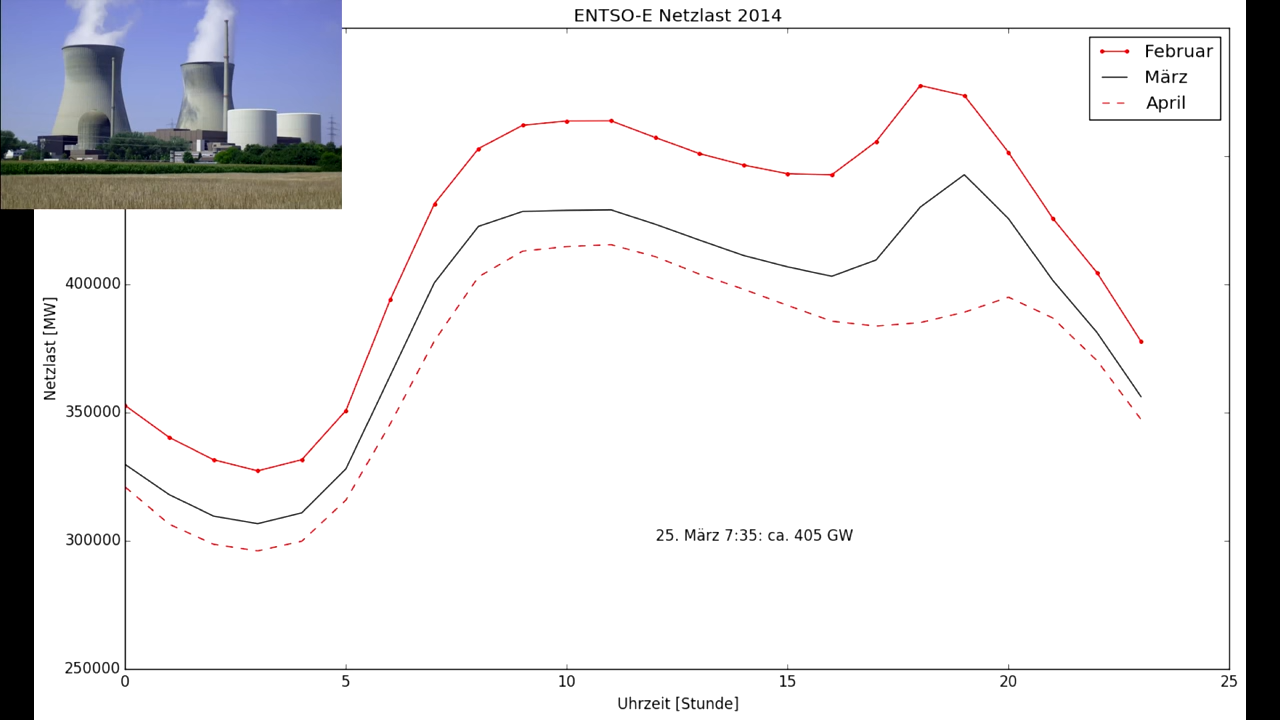 ENTSO-E Netzlast 2014
Februar
März
April
Netzlast [MW]
400000
350000
300000
250000
25. März 7:35: ca. 405 GW
0 5 10 15 20 25
Uhrzeit [Stunde]